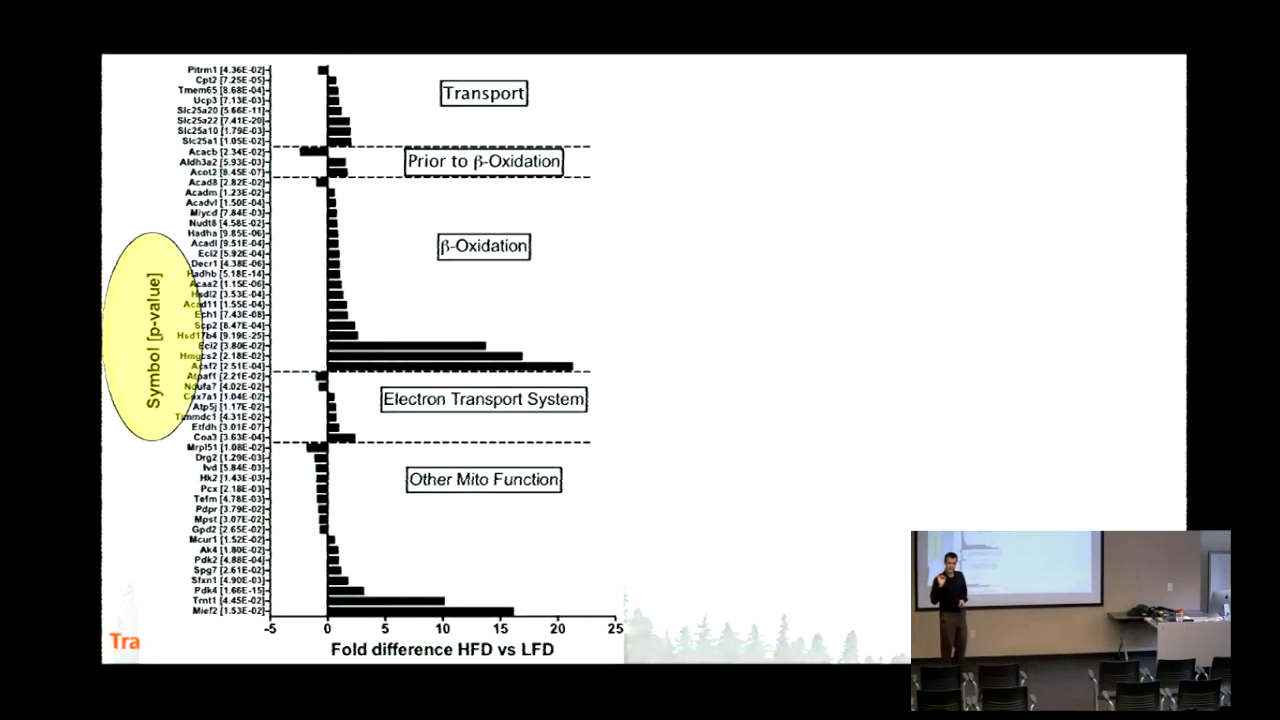 Pitrm1 [4.36E-02]
Cpt2 [7.25E-05]
Tmem65 [8.68E-04]
Ucp3 [7.13E-03]
Slc25a20 [5.66E-11]
Slc25a22 [7.41E-20]
Slc25a10 [1.79E-03]
Slc25a1 [1.05E-02]
Transport
Acacb [2.34E-02]
Aldh3a2 [5.93E-03]
Acot2 [8.45E-07]
Prior to β-Oxidation
Acad8 [2.82E-02]
Acadm [1.23E-02]
Acadvl [1.50E-04]
Mlycd [7.84E-03]
Nudt8 [4.58E-02]
Hadha [9.85E-06]
Acadl [9.51E-04]
Eci2 [5.92E-04]
Decr1 [4.38E-06]
Hadhb [5.18E-14]
Acaa2 [1.15E-06]
Hsdl2 [3.53E-04]
Acad11 [1.55E-04]
Ech1 [7.43E-08]
Scp2 [8.47E-04]
Hsd17b4 [9.19E-25]
Eci2 [3.80E-02]
Hmgcs2 [2.18E-02]
Acsf2 [2.51E-04]
β-Oxidation
Atpaf1 [2.21E-02]
Ndufa7 [4.02E-02]
Cox7a1 [1.04E-02]
Atp5j [1.17E-02]
Timmdc1 [4.31E-02]
Etfdh [3.01E-07]
Coa3 [3.63E-04]
Electron Transport System
Mrpl51 [1.08E-02]
Drg2 [1.29E-03]
Ivd [5.84E-03]
Hk2 [1.43E-03]
Pcx [2.18E-03]
Tefm [4.78E-03]
Pdpr [3.79E-02]
Mpst [3.07E-02]
Gpd2 [2.65E-02]
Mcur1 [1.52E-02]
Ak4 [1.80E-02]
Pdk2 [4.88E-04]
Spg7 [2.61E-02]
Sfxn1 [4.90E-03]
Pdk4 [1.66E-15]
Trnt1 [4.45E-02]
Mief2 [1.53E-02]
Other Mito Function
Symbol [p-value]
-5 0 5 10 15 20 25
Fold difference HFD vs LFD
Tra